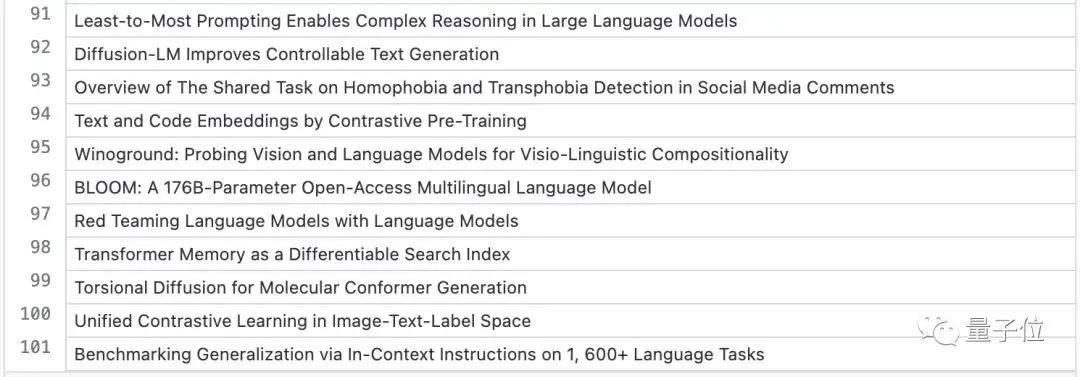 91 Least-to-Most Prompting Enables Complex Reasoning in Large Language Models
92 Diffusion-LM Improves Controllable Text Generation
93 Overview of The Shared Task on Homophobia and Transphobia Detection in Social Media Comments
94 Text and Code Embeddings by Contrastive Pre-Training
95 Winoground: Probing Vision and Language Models for Visio-Linguistic Compositionality
96 BLOOM: A 176B-Parameter Open-Access Multilingual Language Model
97 Red Teaming Language Models with Language Models
98 Transformer Memory as a Differentiable Search Index
99 Torsional Diffusion for Molecular Conformer Generation
100 Unified Contrastive Learning in Image-Text-Label Space
量子位
101 Benchmarking Generalization via In-Context Instructions on 1, 600+ Language Tasks